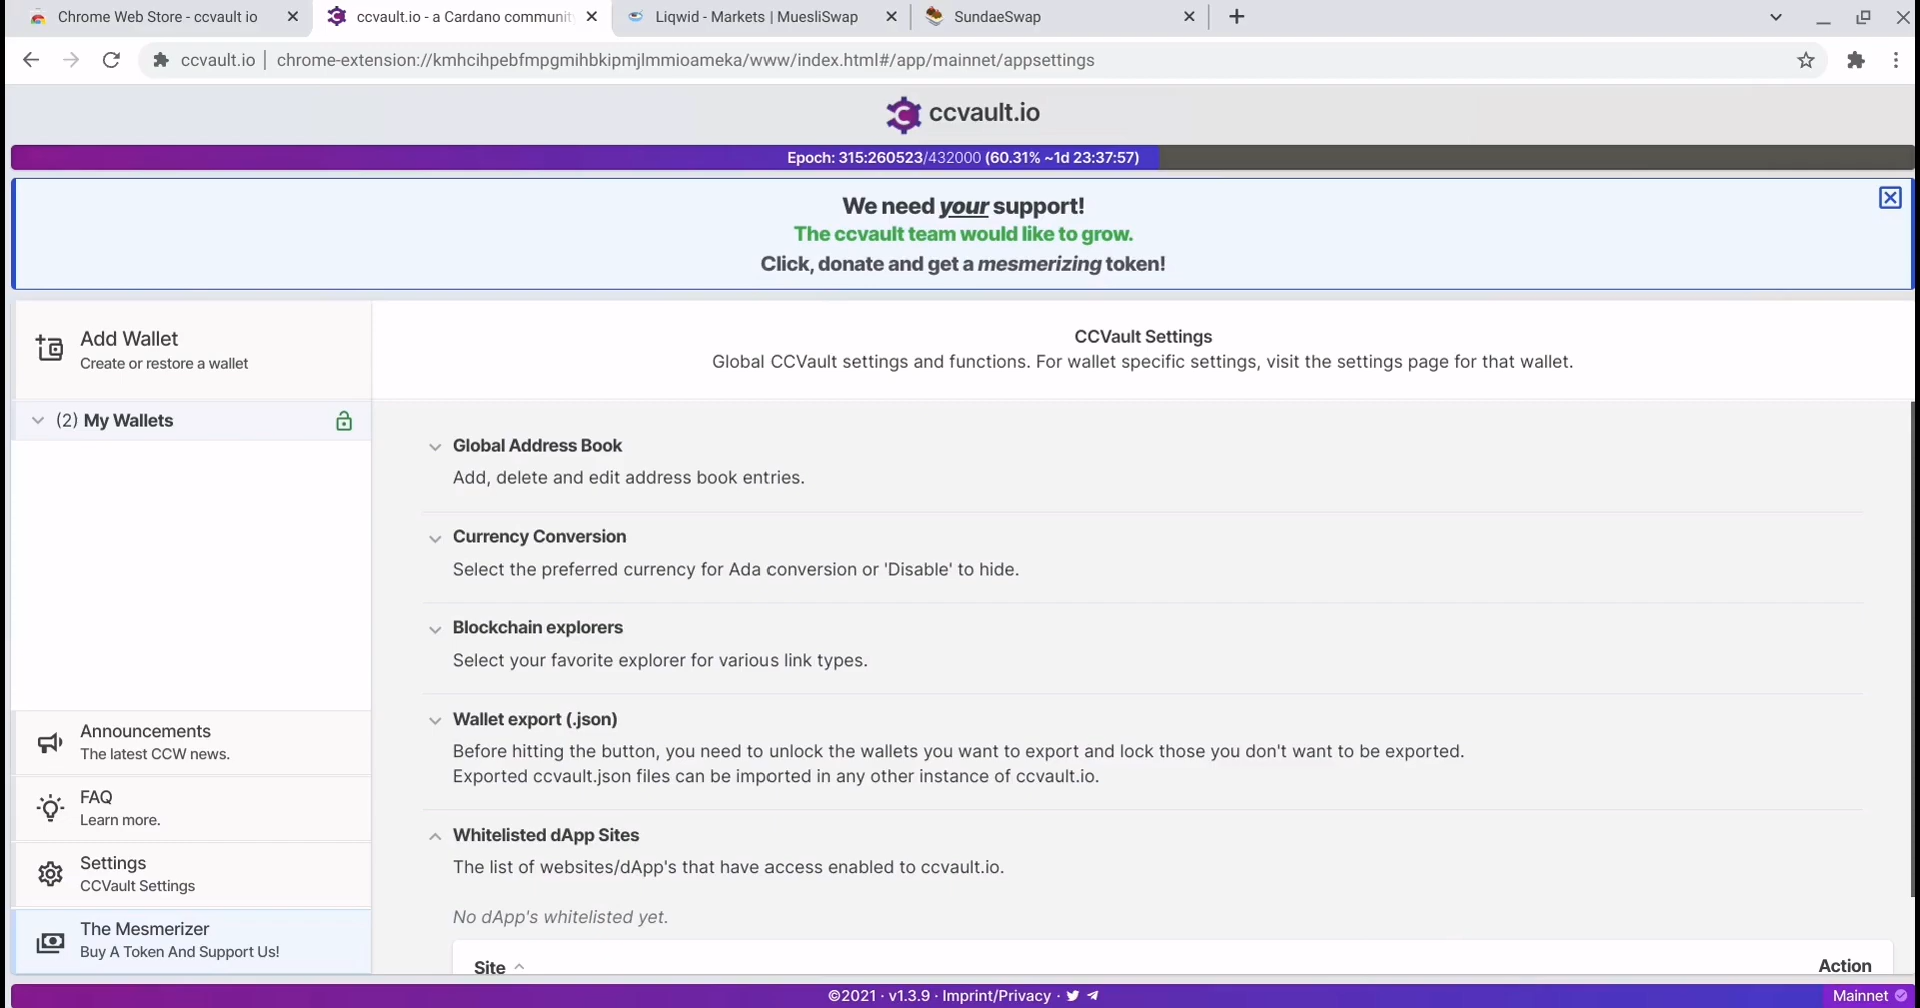 Chrome Web Store - ccvault io
ccvault.io - a Cardano communit
Liqwid - Markets | MuesliSwap
SundaeSwap
ccvault.io | chrome-extension://kmhcihpebfmpgmihbkipmjlmmioameka/www/index.html#/app/mainnet/appsettings
ccvault.io
Epoch: 315:260523/432000 (60.31% ~1d 23:37:57)
We need your support!
The ccvault team would like to grow.
Click, donate and get a mesmerizing token!
Add Wallet
Create or restore a wallet
(2) My Wallets
Announcements
The latest CCW news.
FAQ
Learn more.
Settings
CCVault Settings
The Mesmerizer
Buy A Token And Support Us!
CCVault Settings
Global CCVault settings and functions. For wallet specific settings, visit the settings page for that wallet.
Global Address Book
Add, delete and edit address book entries.
Currency Conversion
Select the preferred currency for Ada conversion or 'Disable' to hide.
Blockchain explorers
Select your favorite explorer for various link types.
Wallet export (.json)
Before hitting the button, you need to unlock the wallets you want to export and lock those you don't want to be exported.
Exported ccvault.json files can be imported in any other instance of ccvault.io.
Whitelisted dApp Sites
The list of websites/dApp's that have access enabled to ccvault.io.
No dApp's whitelisted yet.
Site
Action
©2021 · v1.3.9 · Imprint/Privacy ·
Mainnet